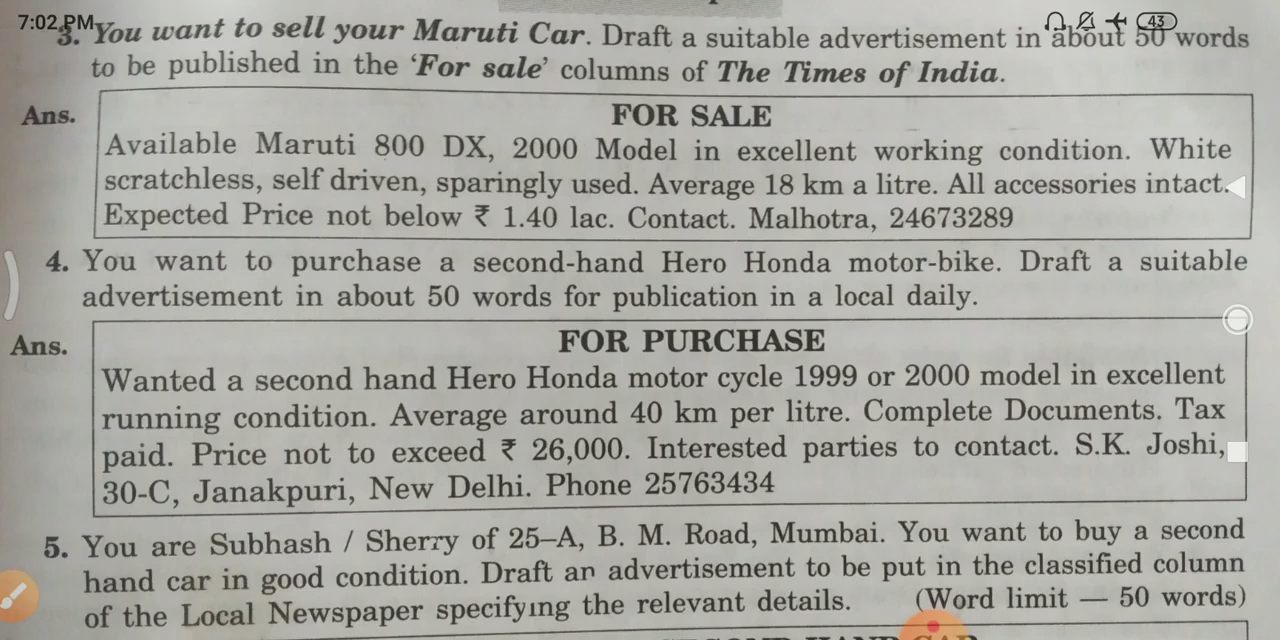 7:02 PM
43
3. You want to sell your Maruti Car. Draft a suitable advertisement in about 50 words
to be published in the ‘For sale’ columns of The Times of India.
Ans.
FOR SALE
Available Maruti 800 DX, 2000 Model in excellent working condition. White
scratchless, self driven, sparingly used. Average 18 km a litre. All accessories intact.
Expected Price not below ₹ 1.40 lac. Contact. Malhotra, 24673289
4. You want to purchase a second-hand Hero Honda motor-bike. Draft a suitable
advertisement in about 50 words for publication in a local daily.
Ans.
FOR PURCHASE
Wanted a second hand Hero Honda motor cycle 1999 or 2000 model in excellent
running condition. Average around 40 km per litre. Complete Documents. Tax
paid. Price not to exceed ₹ 26,000. Interested parties to contact. S.K. Joshi,
30-C, Janakpuri, New Delhi. Phone 25763434
5. You are Subhash / Sherry of 25–A, B. M. Road, Mumbai. You want to buy a second
hand car in good condition. Draft an advertisement to be put in the classified column
of the Local Newspaper specifying the relevant details. (Word limit — 50 words)